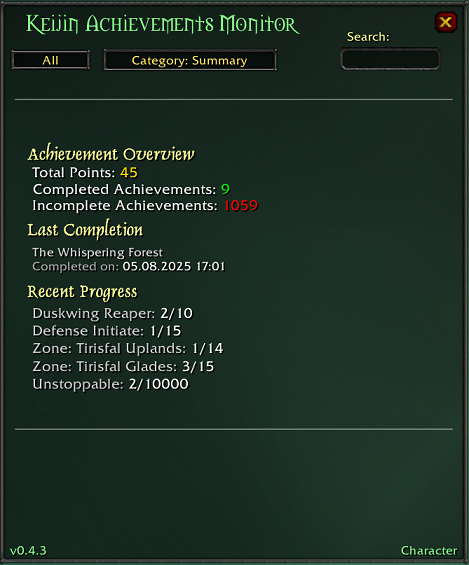 Keijin Achievements Monitor
Search:
All
Category: Summary
Achievement Overview
Total Points: 45
Completed Achievements: 9
Incomplete Achievements: 1059
Last Completion
The Whispering Forest
Completed on: 05.08.2025 17:01
Recent Progress
Duskwing Reaper: 2/10
Defense Initiate: 1/15
Zone: Tirisfal Uplands: 1/14
Zone: Tirisfal Glades: 3/15
Unstoppable: 2/10000
v0.4.3
Character